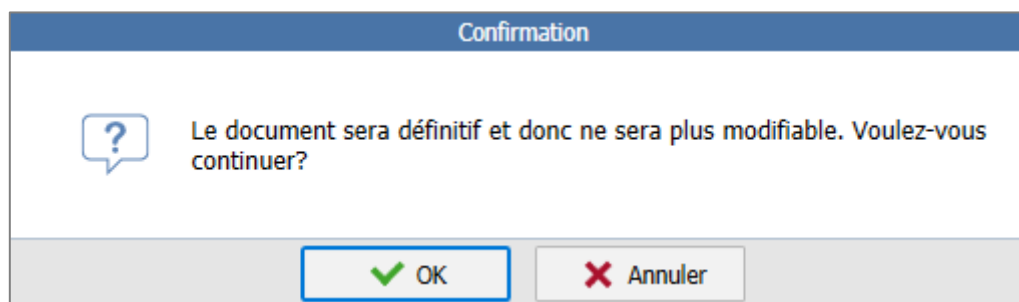 Confirmation
Le document sera définitif et donc ne sera plus modifiable. Voulez-vous
continuer?
OK
Annuler